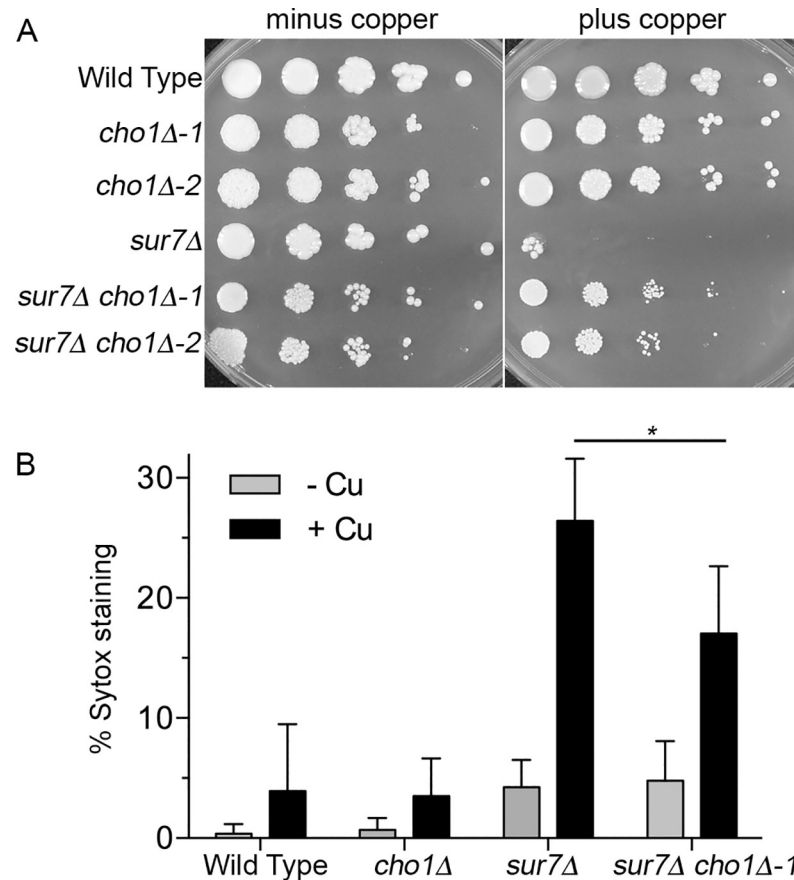 A
minus copper
plus copper
Wild Type
cho1Δ-1
cho1Δ-2
sur7Δ
sur7Δ cho1Δ-1
sur7Δ cho1Δ-2
B
- Cu
+ Cu
*
% Sytox staining
30
20
10
0
Wild Type
cho1Δ
sur7Δ
sur7Δ cho1Δ-1